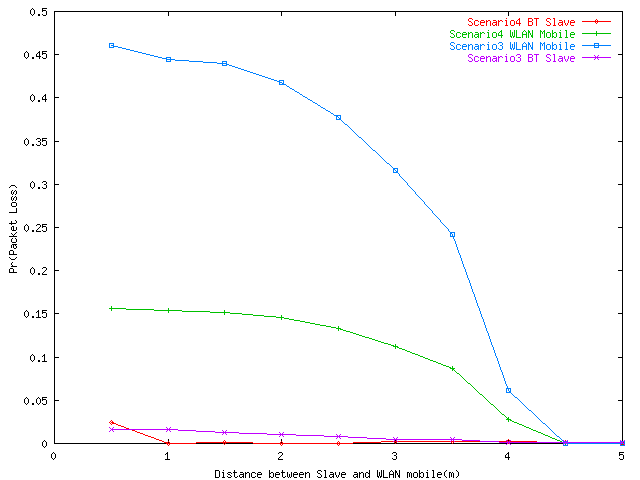 0.5
0.45
0.4
0.35
0.3
0.25
0.2
0.15
0.1
0.05
0
Pr(Packet Loss)
Scenario4 BT Slave
Scenario4 WLAN Mobile
Scenario3 WLAN Mobile
Scenario3 BT Slave
0 1 2 3 4 5
Distance between Slave and WLAN mobile(m)